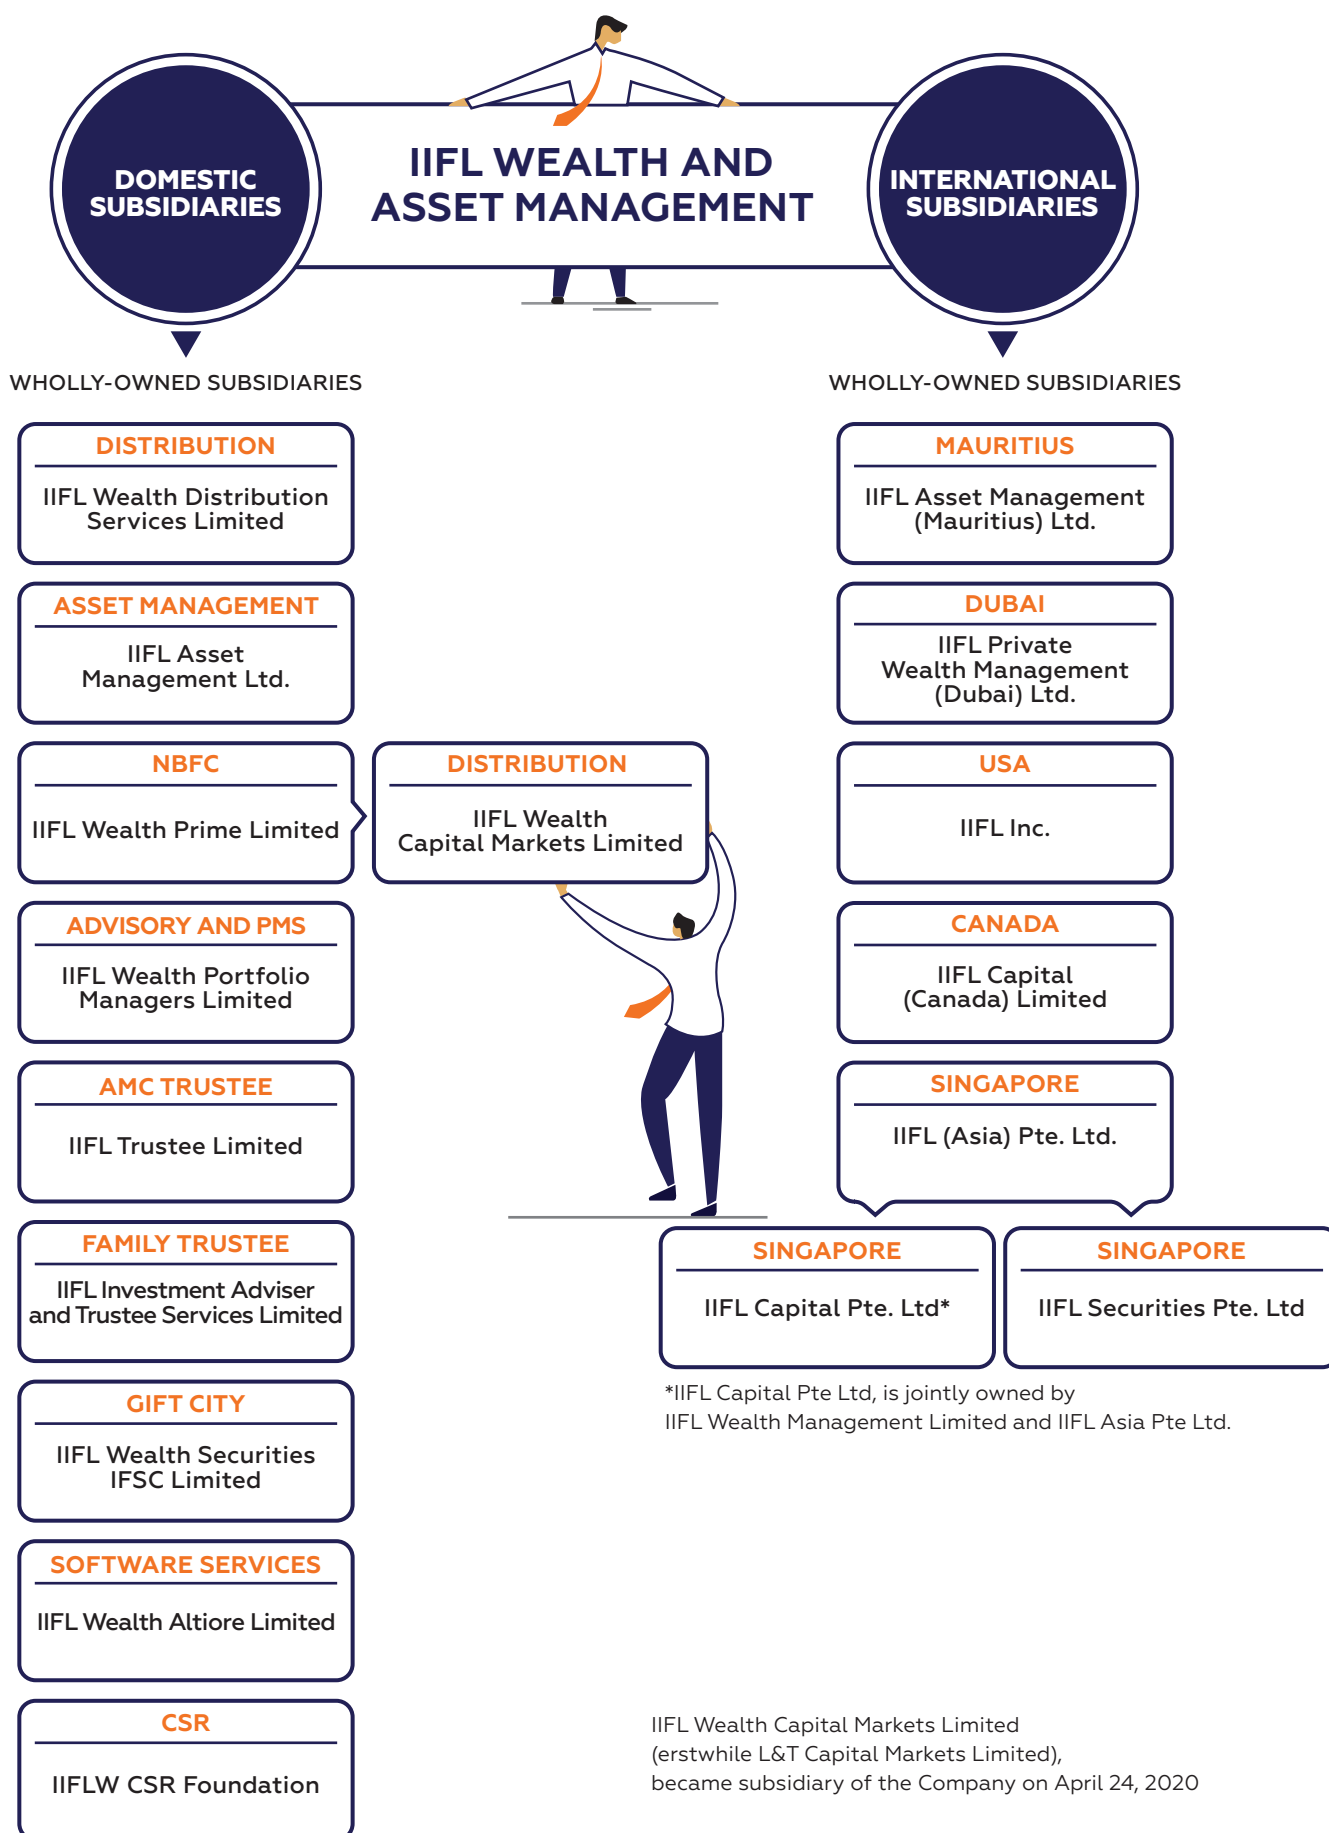 DOMESTIC
SUBSIDIARIES
IIFL WEALTH AND
ASSET MANAGEMENT
INTERNATIONAL
SUBSIDIARIES
WHOLLY-OWNED SUBSIDIARIES
DISTRIBUTION
IIFL Wealth Distribution
Services Limited
ASSET MANAGEMENT
IIFL Asset
Management Ltd.
NBFC
IIFL Wealth Prime Limited
DISTRIBUTION
IIFL Wealth
Capital Markets Limited
ADVISORY AND PMS
IIFL Wealth Portfolio
Managers Limited
AMC TRUSTEE
IIFL Trustee Limited
FAMILY TRUSTEE
IIFL Investment Adviser
and Trustee Services Limited
GIFT CITY
IIFL Wealth Securities
IFSC Limited
SOFTWARE SERVICES
IIFL Wealth Altiore Limited
CSR
IIFLW CSR Foundation
WHOLLY-OWNED SUBSIDIARIES
MAURITIUS
IIFL Asset Management
(Mauritius) Ltd.
DUBAI
IIFL Private
Wealth Management
(Dubai) Ltd.
USA
IIFL Inc.
CANADA
IIFL Capital
(Canada) Limited
SINGAPORE
IIFL (Asia) Pte. Ltd.
SINGAPORE
IIFL Capital Pte. Ltd*
SINGAPORE
IIFL Securities Pte. Ltd
*IIFL Capital Pte Ltd, is jointly owned by
IIFL Wealth Management Limited and IIFL Asia Pte Ltd.
IIFL Wealth Capital Markets Limited
(erstwhile L&T Capital Markets Limited),
became subsidiary of the Company on April 24, 2020